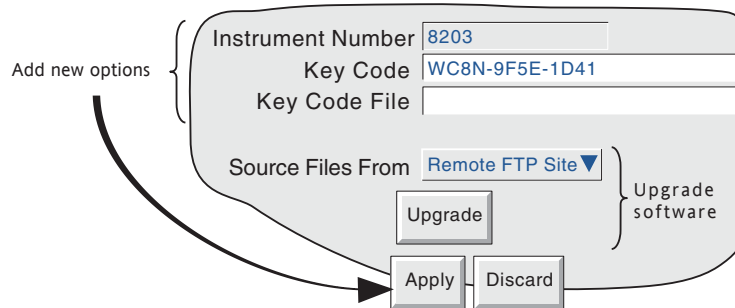 Instrument Number 8203
Add new options
Key Code WC8N-9F5E-1D41
Key Code File
Source Files From Remote FTP Site
Upgrade
software
Upgrade
Apply Discard